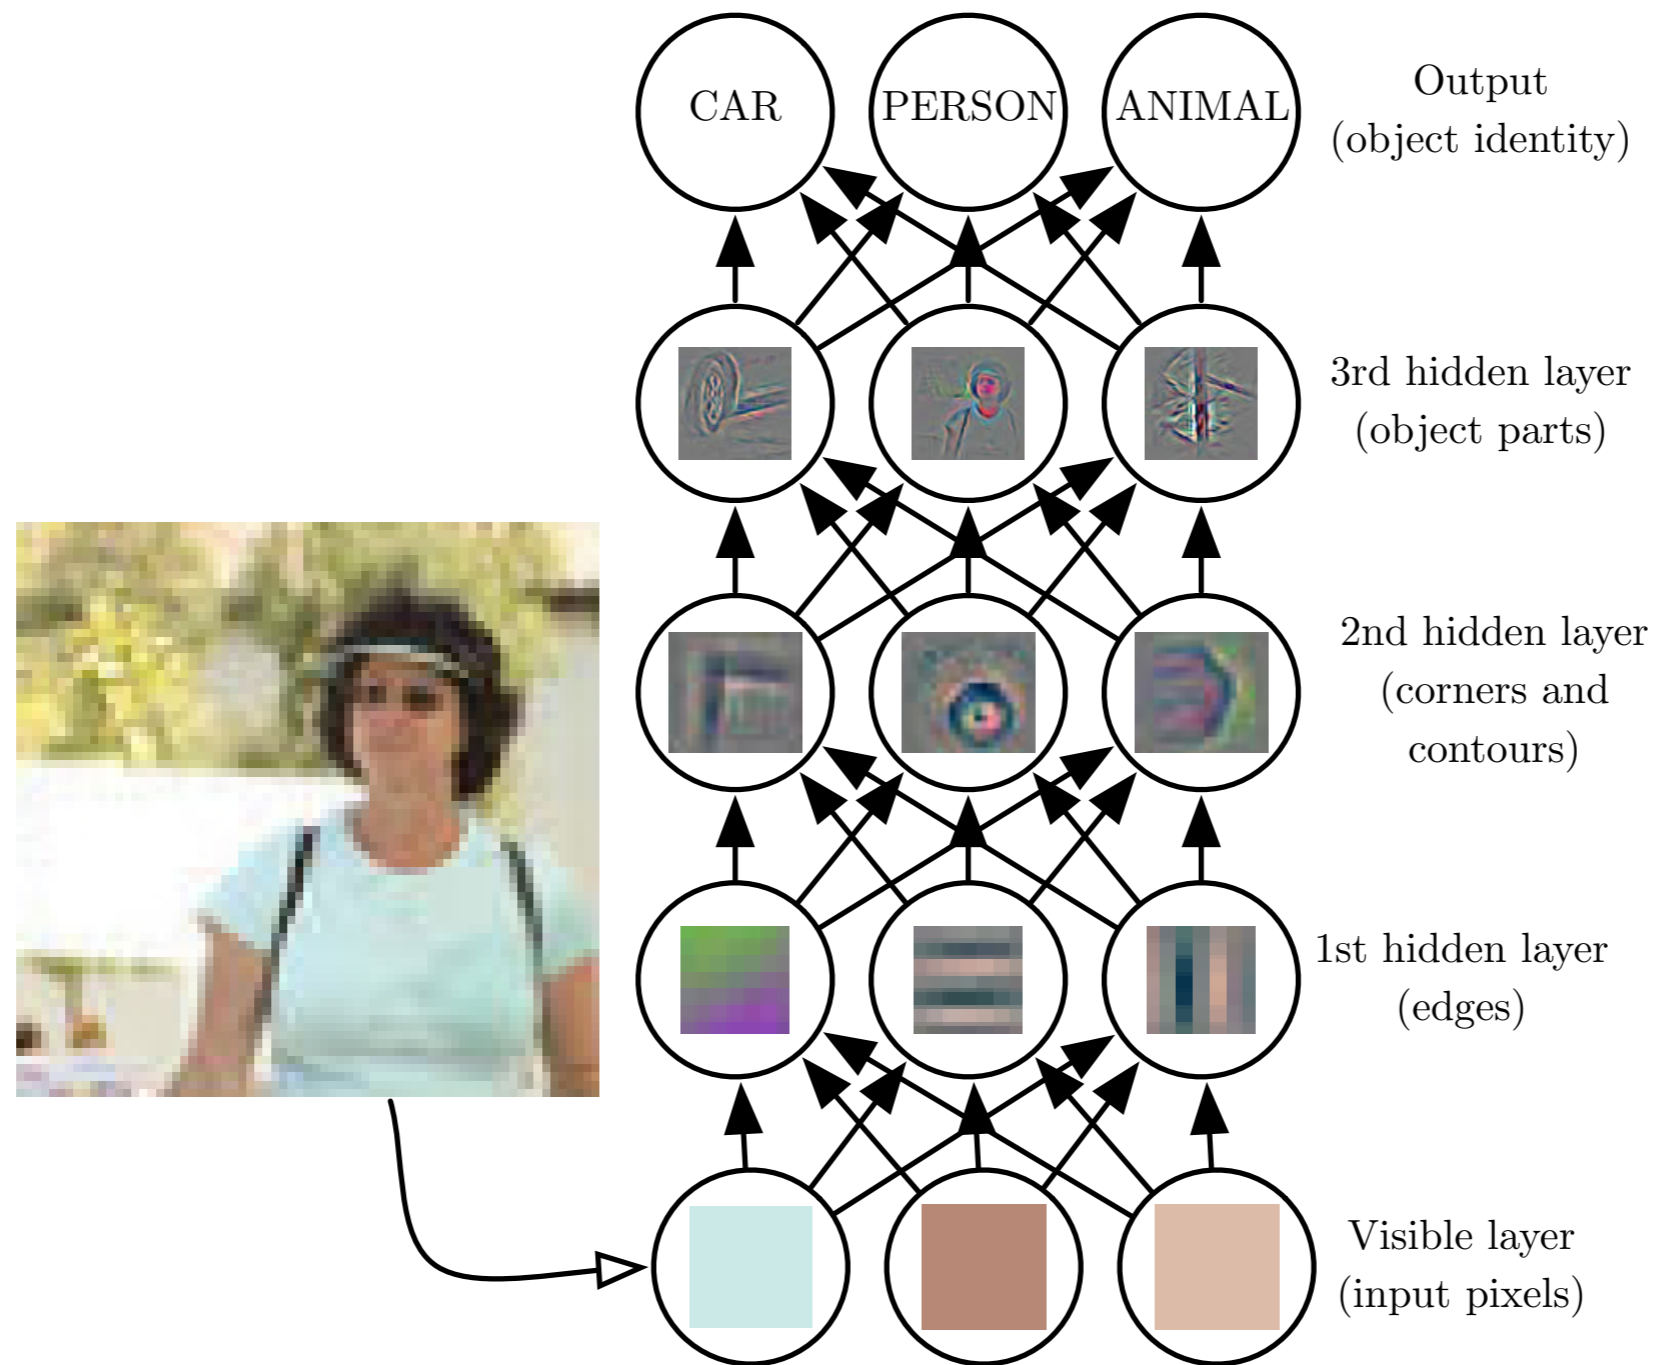 CAR
PERSON
ANIMAL
Output
(object identity)
3rd hidden layer
(object parts)
2nd hidden layer
(corners and
contours)
1st hidden layer
(edges)
Visible layer
(input pixels)